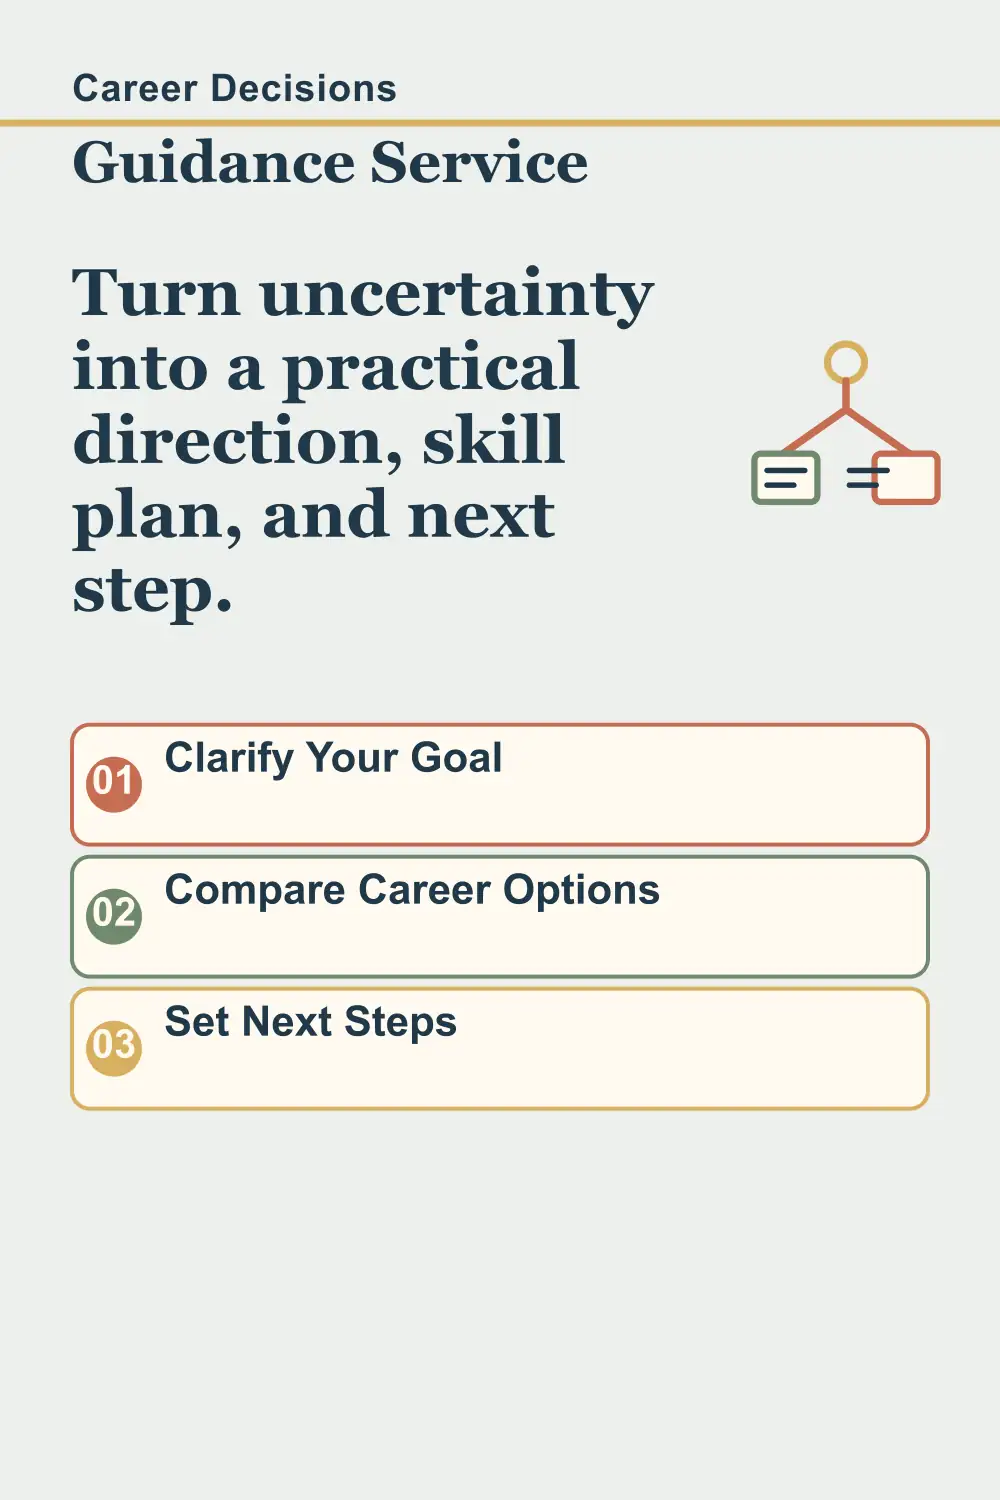 Career Decisions
Guidance Service
Turn uncertainty
into a practical
direction, skill
plan, and next
step.
01 Clarify Your Goal
02 Compare Career Options
03 Set Next Steps